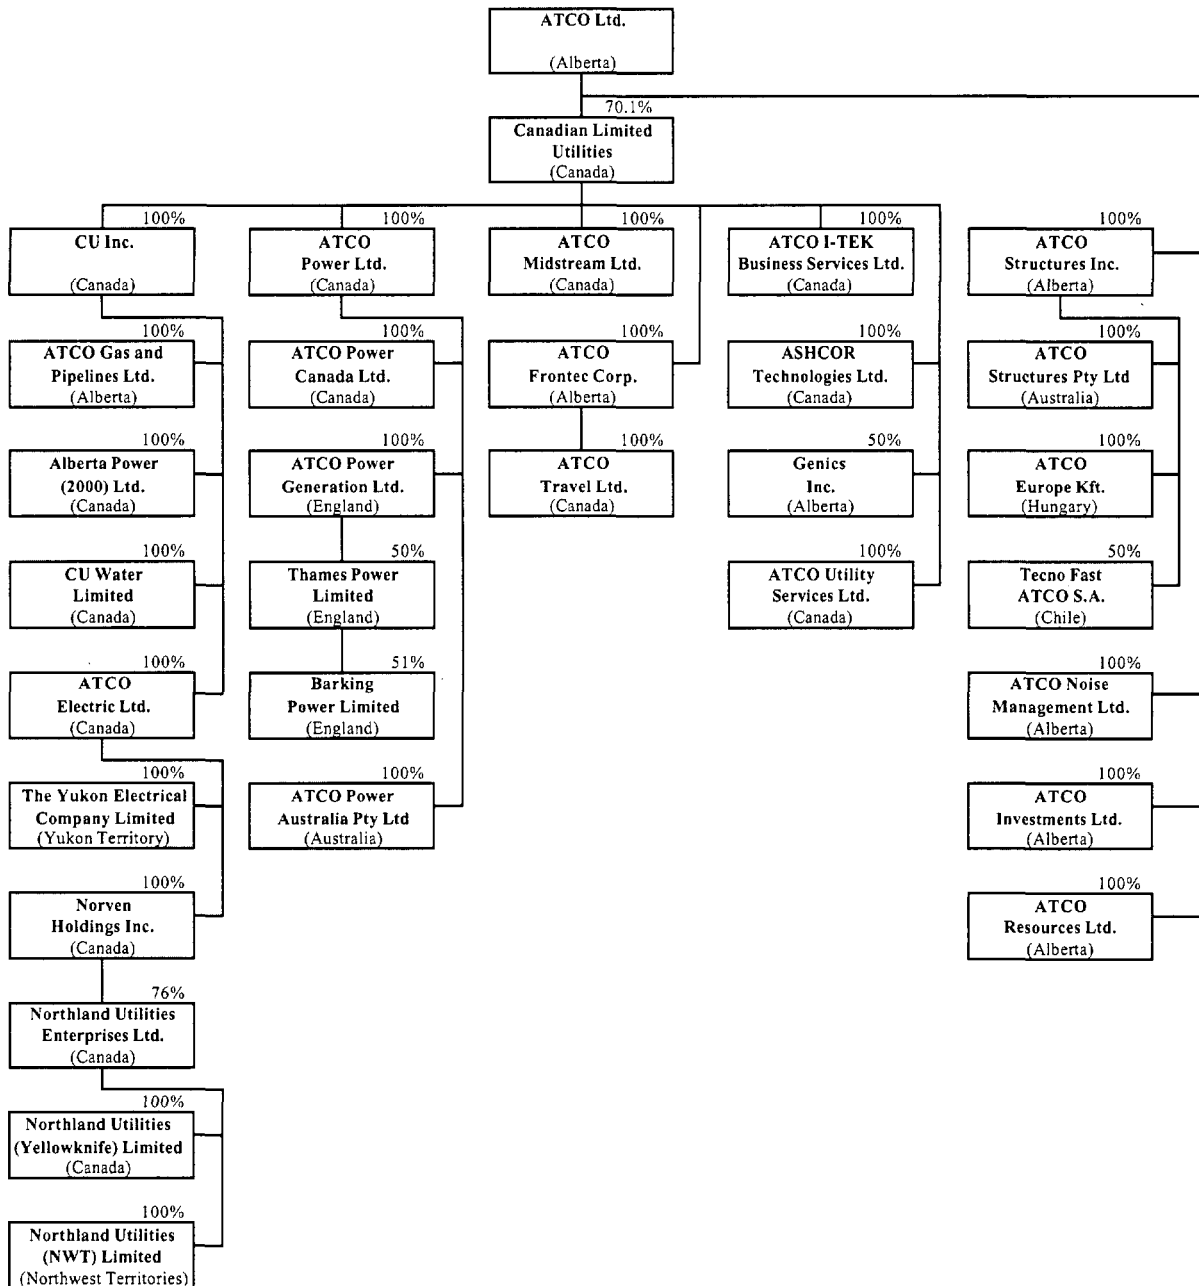 ATCO Ltd.
(Alberta)
70.1%
Canadian Limited
Utilities
(Canada)
100%
CU Inc.
(Canada)
100%
ATCO
Power Ltd.
(Canada)
100%
ATCO
Midstream Ltd.
(Canada)
100%
ATCO I-TEK
Business Services Ltd.
(Canada)
100%
ATCO
Structures Inc.
(Alberta)
100%
ATCO Gas and
Pipelines Ltd.
(Alberta)
100%
ATCO Power
Canada Ltd.
(Canada)
100%
ATCO
Frontec Corp.
(Alberta)
100%
ASHCOR
Technologies Ltd.
(Canada)
100%
ATCO
Structures Pty Ltd
(Australia)
100%
Alberta Power
(2000) Ltd.
(Canada)
100%
ATCO Power
Generation Ltd.
(England)
100%
ATCO
Travel Ltd.
(Canada)
50%
Genics
Inc.
(Alberta)
100%
ATCO
Europe Kft.
(Hungary)
100%
CU Water
Limited
(Canada)
50%
Thames Power
Limited
(England)
100%
ATCO Utility
Services Ltd.
(Canada)
50%
Tecno Fast
ATCO S.A.
(Chile)
100%
ATCO
Electric Ltd.
(Canada)
51%
Barking
Power Limited
(England)
100%
ATCO Noise
Management Ltd.
(Alberta)
100%
The Yukon Electrical
Company Limited
(Yukon Territory)
100%
ATCO Power
Australia Pty Ltd
(Australia)
100%
ATCO
Investments Ltd.
(Alberta)
100%
Norven
Holdings Inc.
(Canada)
100%
ATCO
Resources Ltd.
(Alberta)
76%
Northland Utilities
Enterprises Ltd.
(Canada)
100%
Northland Utilities
(Yellowknife) Limited
(Canada)
100%
Northland Utilities
(NWT) Limited
(Northwest Territories)